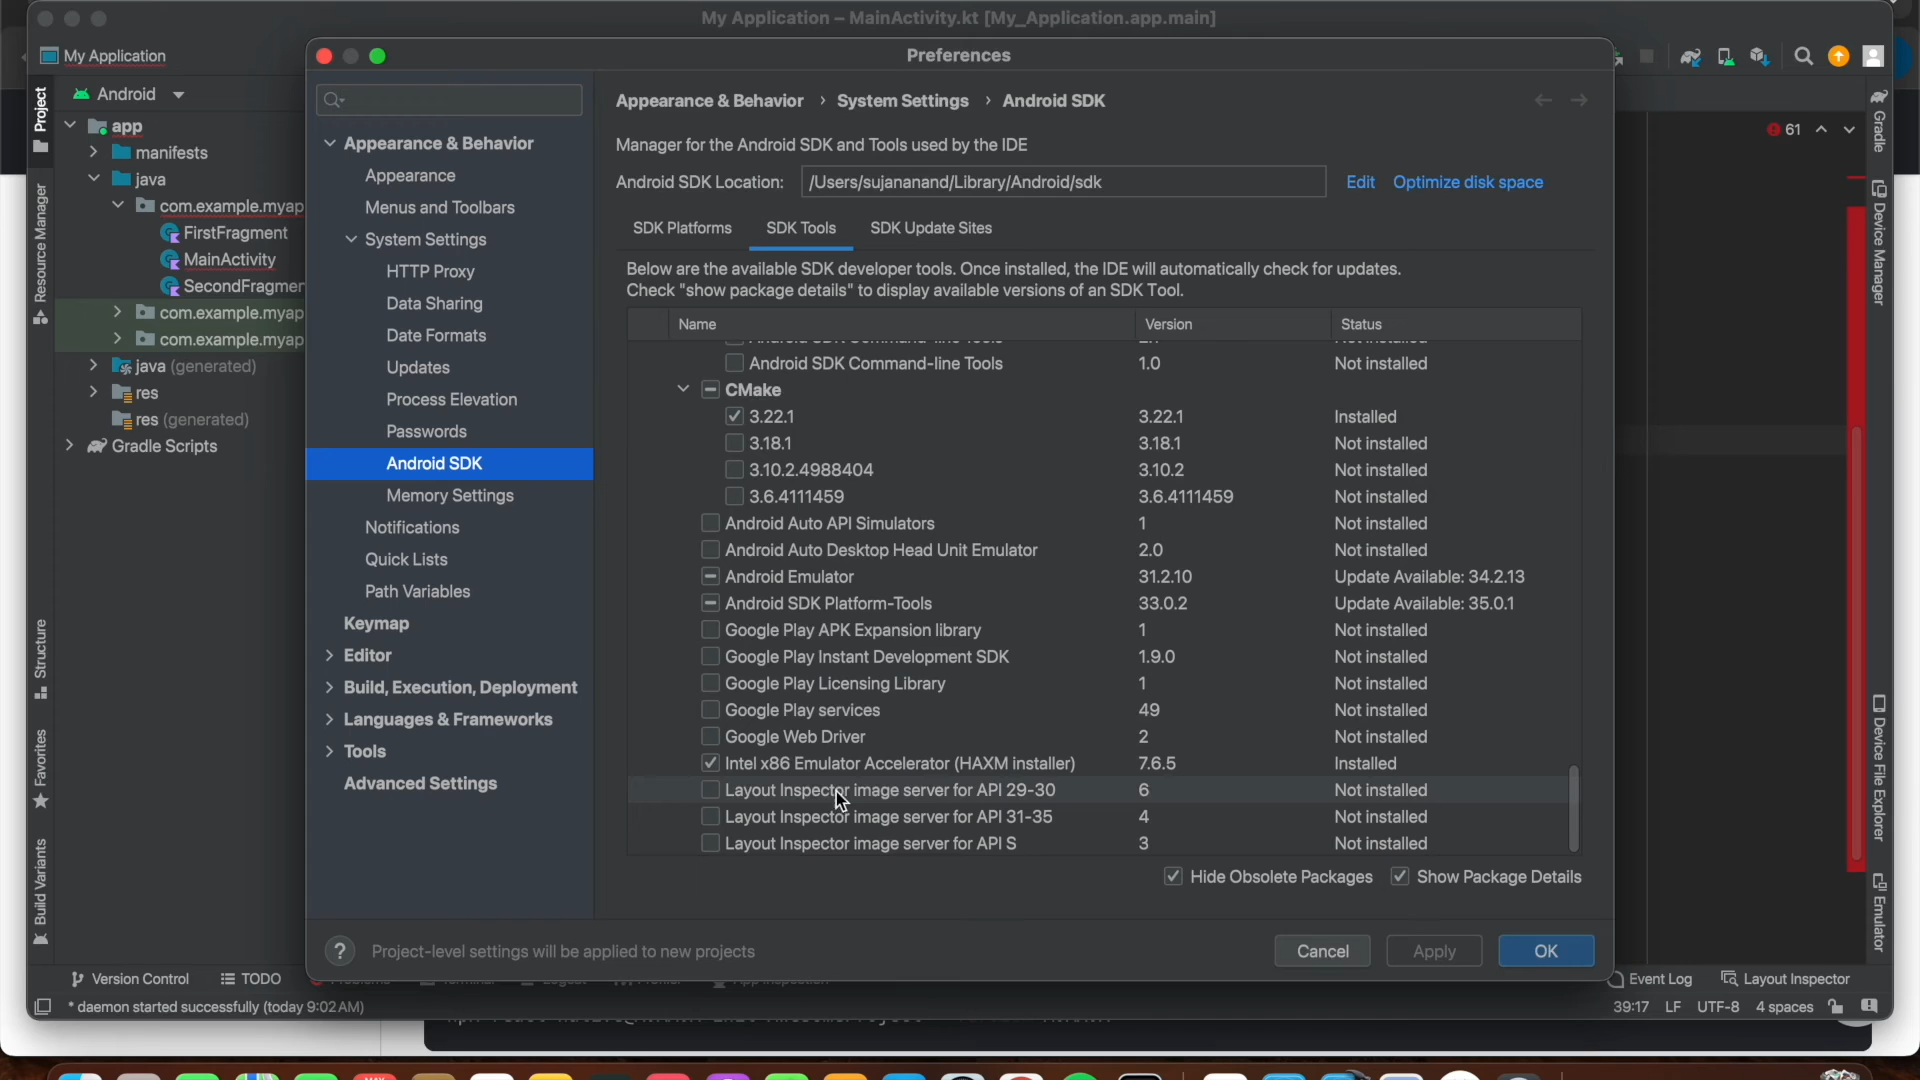 My Application – MainActivity.kt [My_Application.app.main]
My Application
Preferences
Android
Project
app
manifests
java
com.example.myap
FirstFragment
MainActivity
SecondFragmen
com.example.myap
com.example.myap
java (generated)
res
res (generated)
Gradle Scripts
Resource Manager
Structure
Favorites
Build Variants
Appearance & Behavior
Appearance
Menus and Toolbars
System Settings
HTTP Proxy
Data Sharing
Date Formats
Updates
Process Elevation
Passwords
Android SDK
Memory Settings
Notifications
Quick Lists
Path Variables
Keymap
Editor
Build, Execution, Deployment
Languages & Frameworks
Tools
Advanced Settings
Appearance & Behavior › System Settings › Android SDK
Manager for the Android SDK and Tools used by the IDE
Android SDK Location: /Users/sujananand/Library/Android/sdk Edit Optimize disk space
SDK Platforms SDK Tools SDK Update Sites
Below are the available SDK developer tools. Once installed, the IDE will automatically check for updates.
Check "show package details" to display available versions of an SDK Tool.
Name Version Status
Android SDK Command-line Tools 1.0 Not installed
CMake
3.22.1 3.22.1 Installed
3.18.1 3.18.1 Not installed
3.10.2.4988404 3.10.2 Not installed
3.6.4111459 3.6.4111459 Not installed
Android Auto API Simulators 1 Not installed
Android Auto Desktop Head Unit Emulator 2.0 Not installed
Android Emulator 31.2.10 Update Available: 34.2.13
Android SDK Platform-Tools 33.0.2 Update Available: 35.0.1
Google Play APK Expansion library 1 Not installed
Google Play Instant Development SDK 1.9.0 Not installed
Google Play Licensing Library 1 Not installed
Google Play services 49 Not installed
Google Web Driver 2 Not installed
Intel x86 Emulator Accelerator (HAXM installer) 7.6.5 Installed
Layout Inspector image server for API 29-30 6 Not installed
Layout Inspector image server for API 31-35 4 Not installed
Layout Inspector image server for API S 3 Not installed
Hide Obsolete Packages Show Package Details
? Project-level settings will be applied to new projects
Cancel Apply OK
61
Gradle
Device Manager
Device File Explorer
Emulator
Version Control TODO
Event Log Layout Inspector
* daemon started successfully (today 9:02 AM)
39:17 LF UTF-8 4 spaces